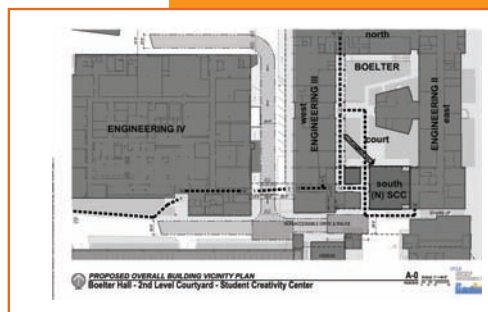 north
BOELTER
ENGINEERING IV
west
ENGINEERING III
ENGINEERING II
east
court
south
(N) SCC
PROPOSED OVERALL BUILDING VICINITY PLAN
Boelter Hall - 2nd Level Courtyard - Student Creativity Center
A-0